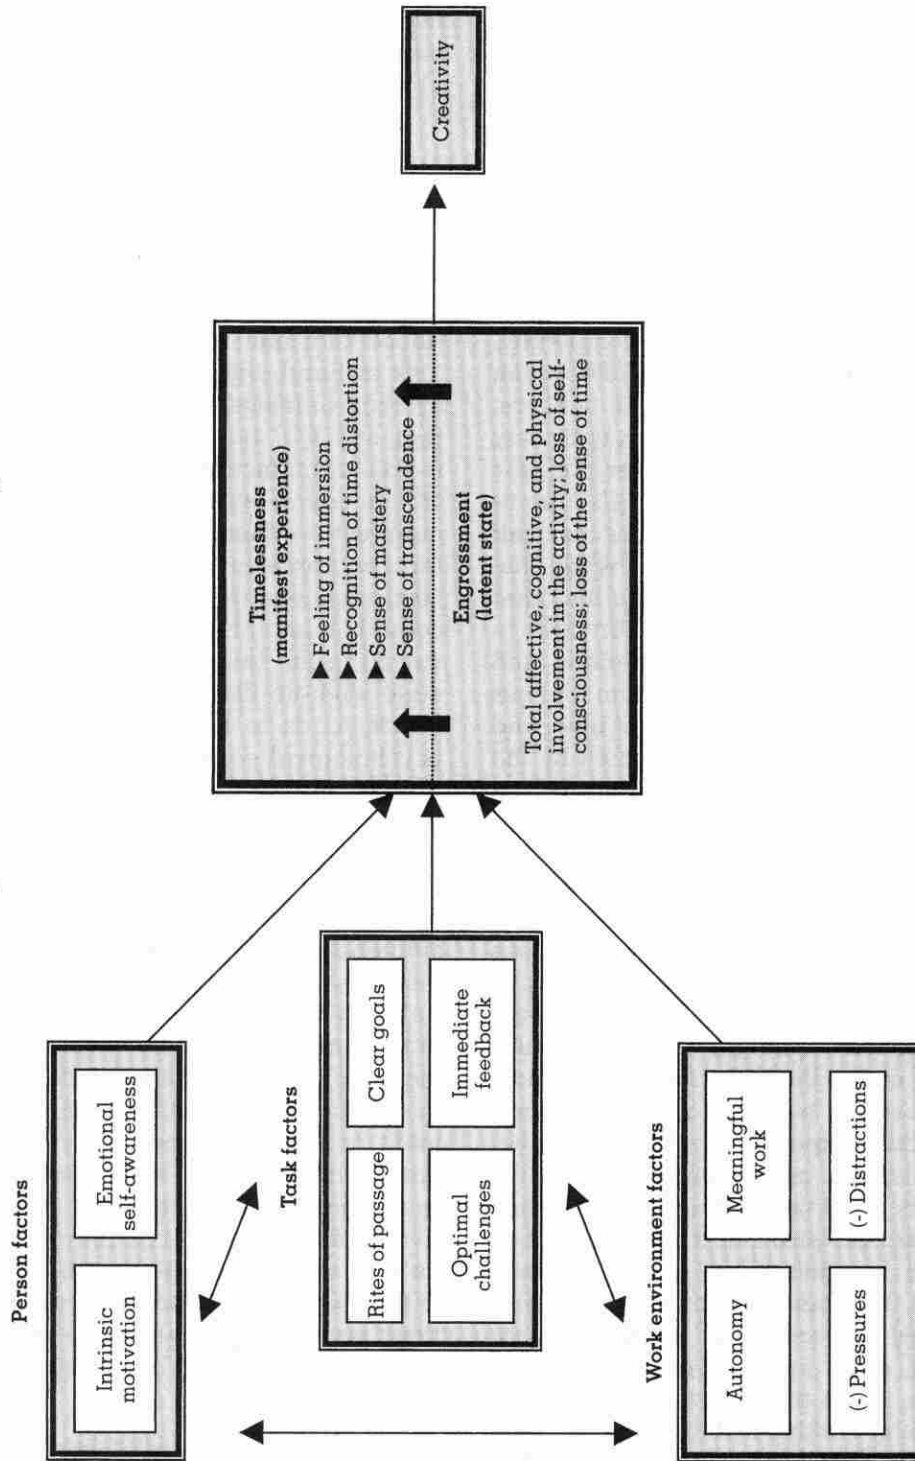 Person factors
Intrinsic
motivation
Emotional
self-awareness
Task factors
Rites of passage
Clear goals
Optimal
challenges
Immediate
feedback
Work environment factors
Autonomy
Meaningful
work
(-) Pressures
(-) Distractions
Timelessness
(manifest experience)
▶ Feeling of immersion
▶ Recognition of time distortion
▶ Sense of mastery
▶ Sense of transcendence
Engrossment
(latent state)
Total affective, cognitive, and physical
involvement in the activity; loss of self-
consciousness; loss of the sense of time
Creativity